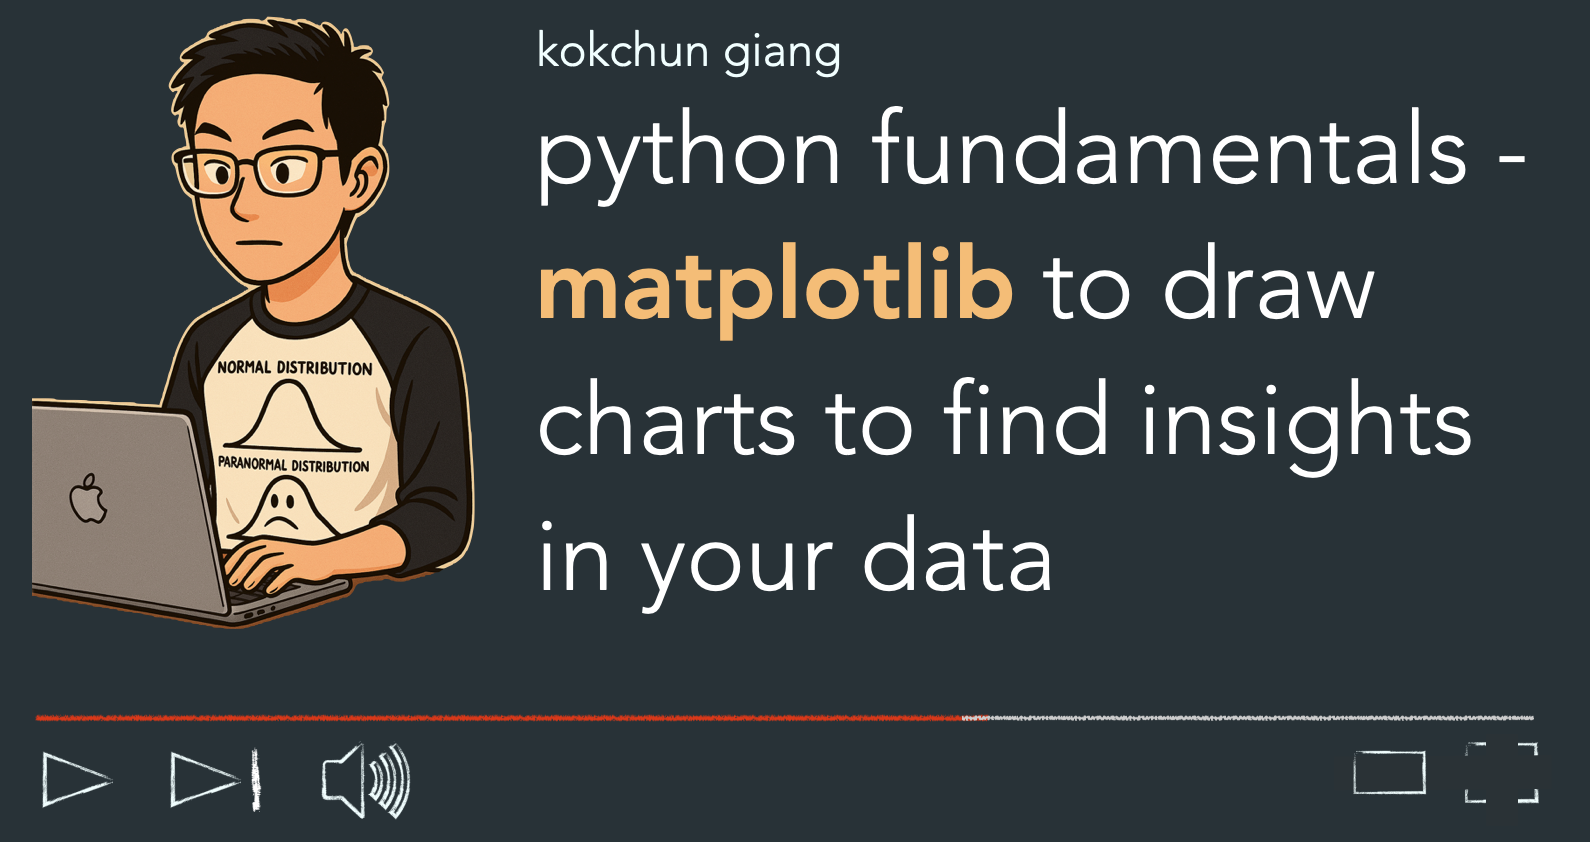 kokchun giang
python fundamentals -
matplotlib to draw
charts to find insights
in your data
NORMAL DISTRIBUTION
PARANORMAL DISTRIBUTION